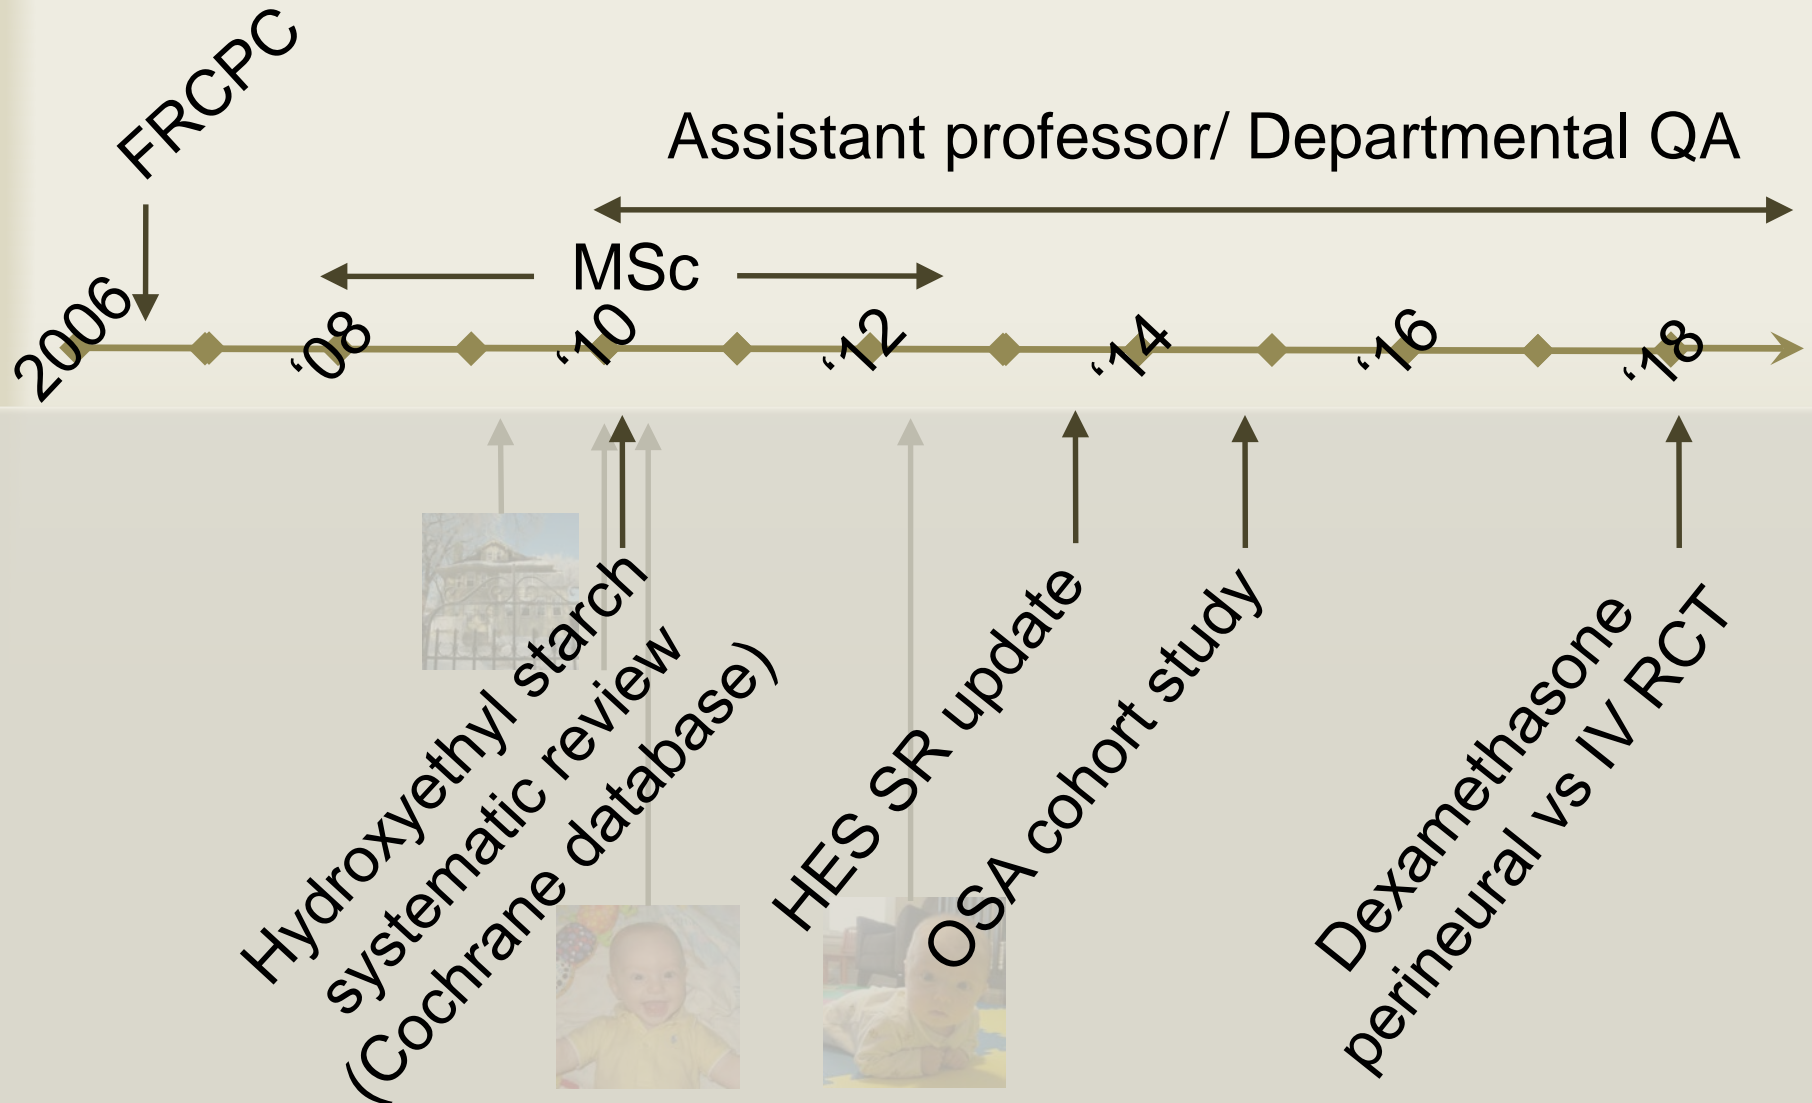 FRCPC
Assistant professor/ Departmental QA
MSc
2006
‘08
‘10
‘12
‘14
‘16
‘18
Hydroxyethyl starch
systematic review
(Cochrane database)
HES SR update
OSA cohort study
Dexamethasone
perineural vs IV RCT